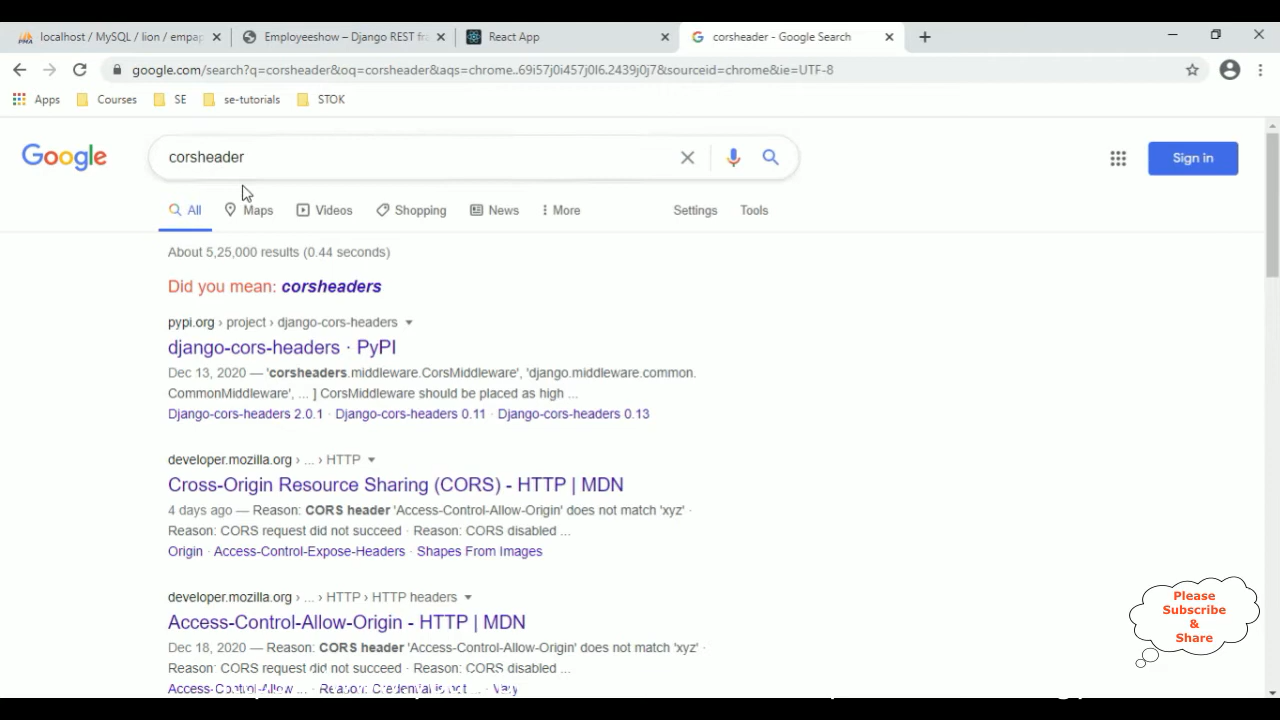 localhost / MySQL / lion / empap
Employeeshow – Django REST fra
React App
corsheader - Google Search
google.com/search?q=corsheader&oq=corsheader&aqs=chrome..69i57j0i457j0l6.2439j0j7&sourceid=chrome&ie=UTF-8
Apps Courses SE se-tutorials STOK
Google
corsheader
Sign in
All Maps Videos Shopping News More Settings Tools
About 5,25,000 results (0.44 seconds)
Did you mean: corsheaders
pypi.org › project › django-cors-headers
django-cors-headers · PyPI
Dec 13, 2020 — 'corsheaders.middleware.CorsMiddleware', 'django.middleware.common.
CommonMiddleware', ... ] CorsMiddleware should be placed as high ...
Django-cors-headers 2.0.1 · Django-cors-headers 0.11 · Django-cors-headers 0.13
developer.mozilla.org › ... › HTTP
Cross-Origin Resource Sharing (CORS) - HTTP | MDN
4 days ago — Reason: CORS header 'Access-Control-Allow-Origin' does not match 'xyz' ·
Reason: CORS request did not succeed · Reason: CORS disabled ...
Origin · Access-Control-Expose-Headers · Shapes From Images
developer.mozilla.org › ... › HTTP › HTTP headers
Access-Control-Allow-Origin - HTTP | MDN
Dec 18, 2020 — Reason: CORS header 'Access-Control-Allow-Origin' does not match 'xyz' ·
Reason: CORS request did not succeed · Reason: CORS disabled ...
Access-Control-Allow ... · Reason: Credential is not ... · Vary
Please
Subscribe
&
Share